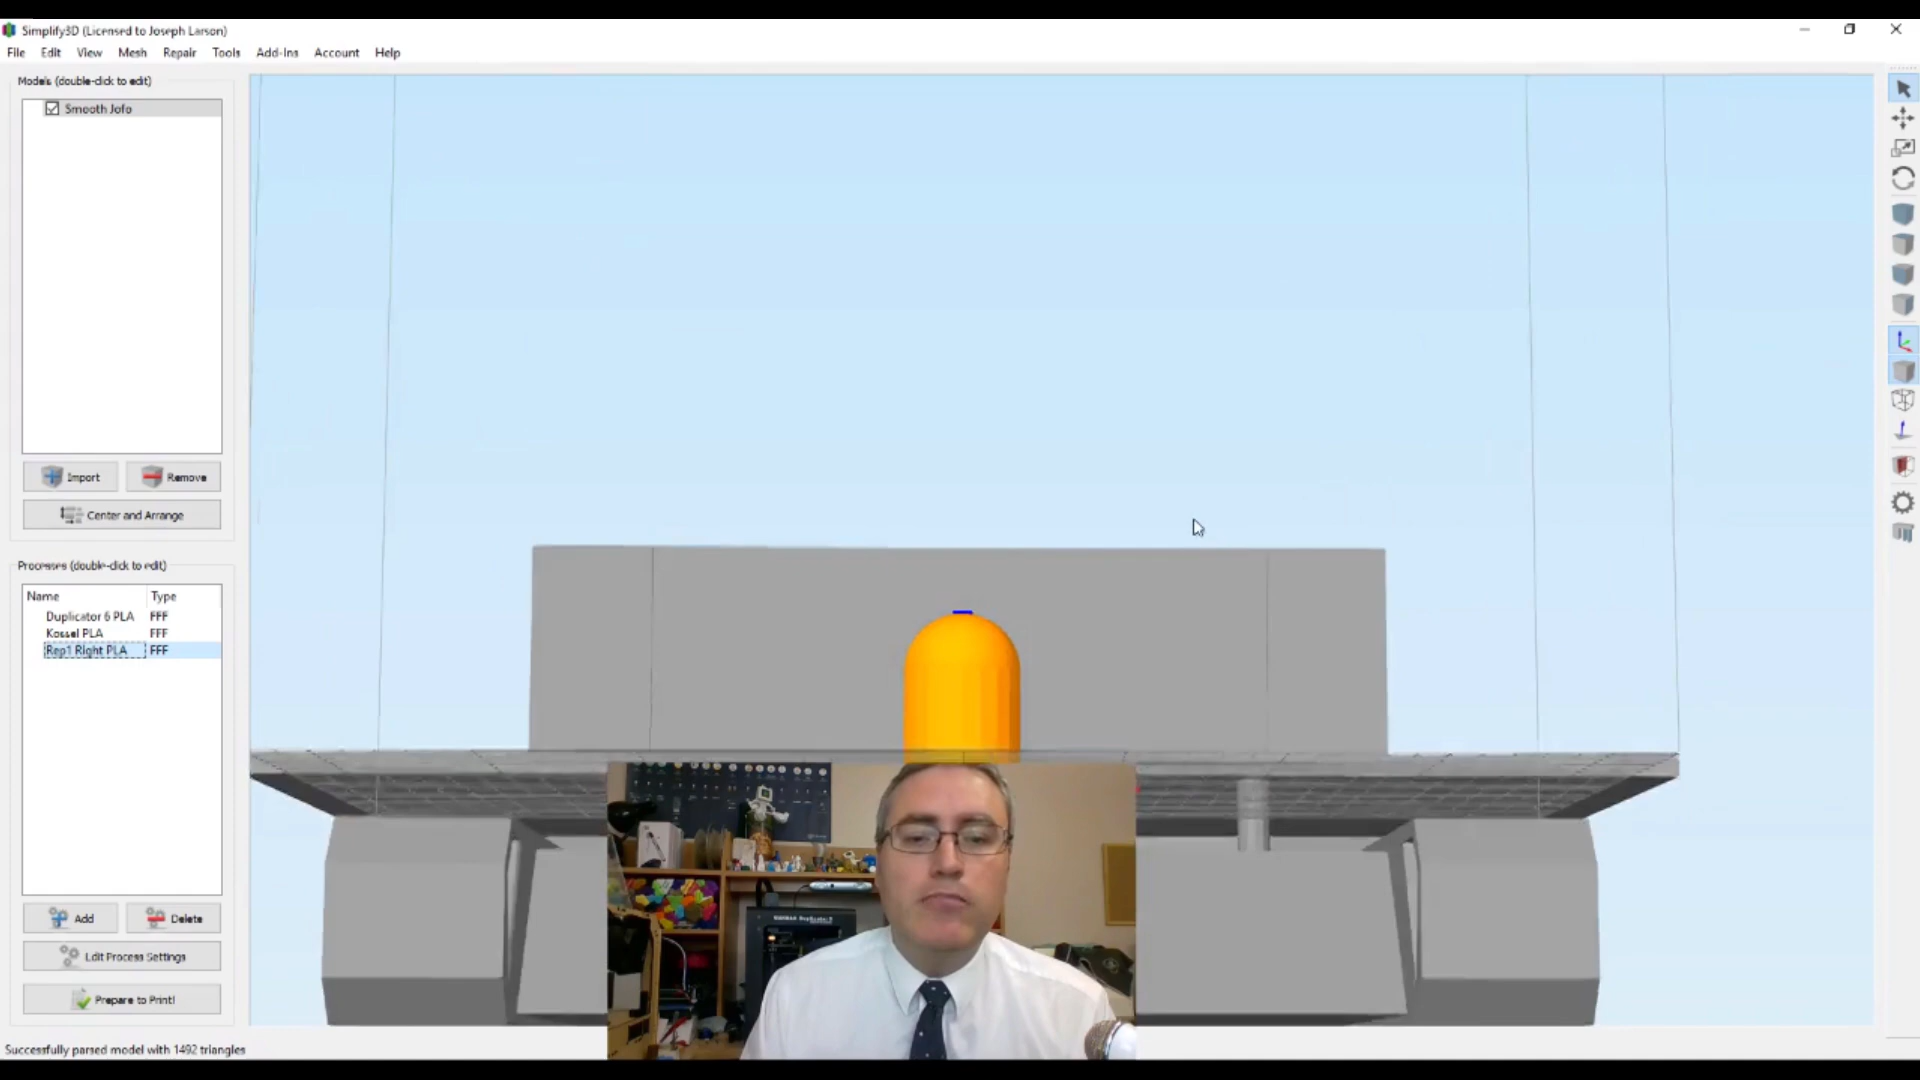 Simplify3D (Licensed to Joseph Larson)
File Edit View Mesh Repair Tools Add-Ins Account Help
Models (double-click to edit)
Smooth Jofo
Import Remove
Center and Arrange
Processes (double-click to edit)
Name Type
Duplicator 6 PLA FFF
Kossel PLA FFF
Rep1 Right PLA FFF
Add Delete
Edit Process Settings
Prepare to Print!
Successfully parsed model with 1492 triangles